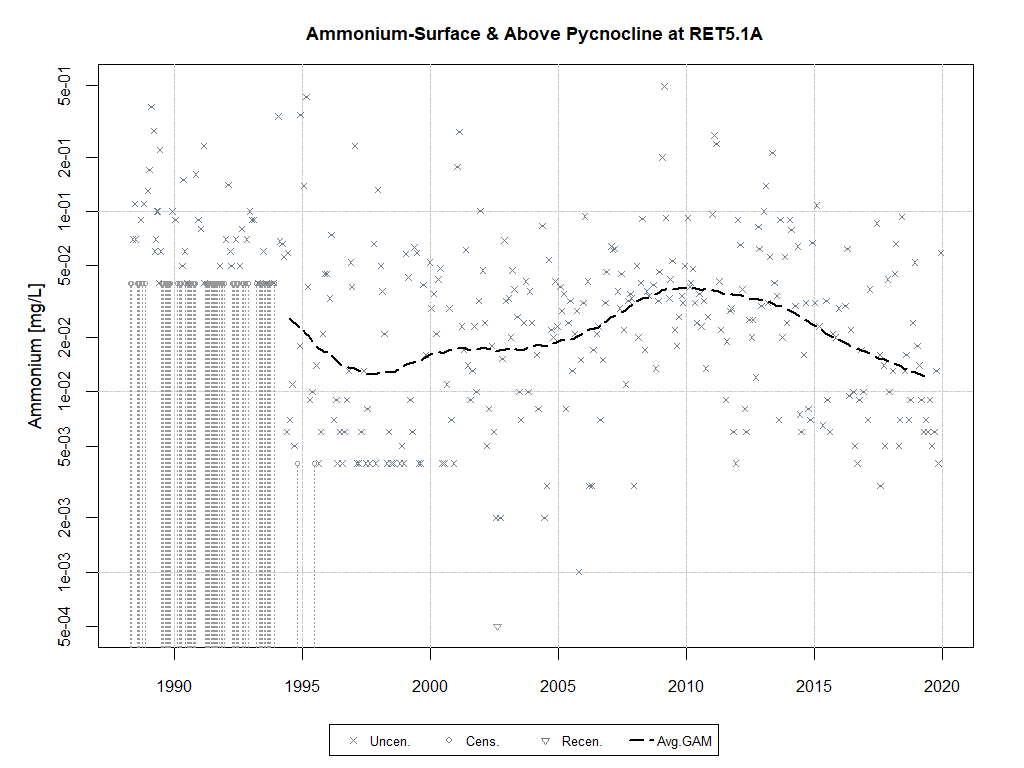 Ammonium-Surface & Above Pycnocline at RET5.1A
Ammonium [mg/L]
5e-01
2e-01
1e-01
5e-02
2e-02
1e-02
5e-03
2e-03
1e-03
5e-04
1990 1995 2000 2005 2010 2015 2020
Uncen. Cens. Recen. Avg.GAM